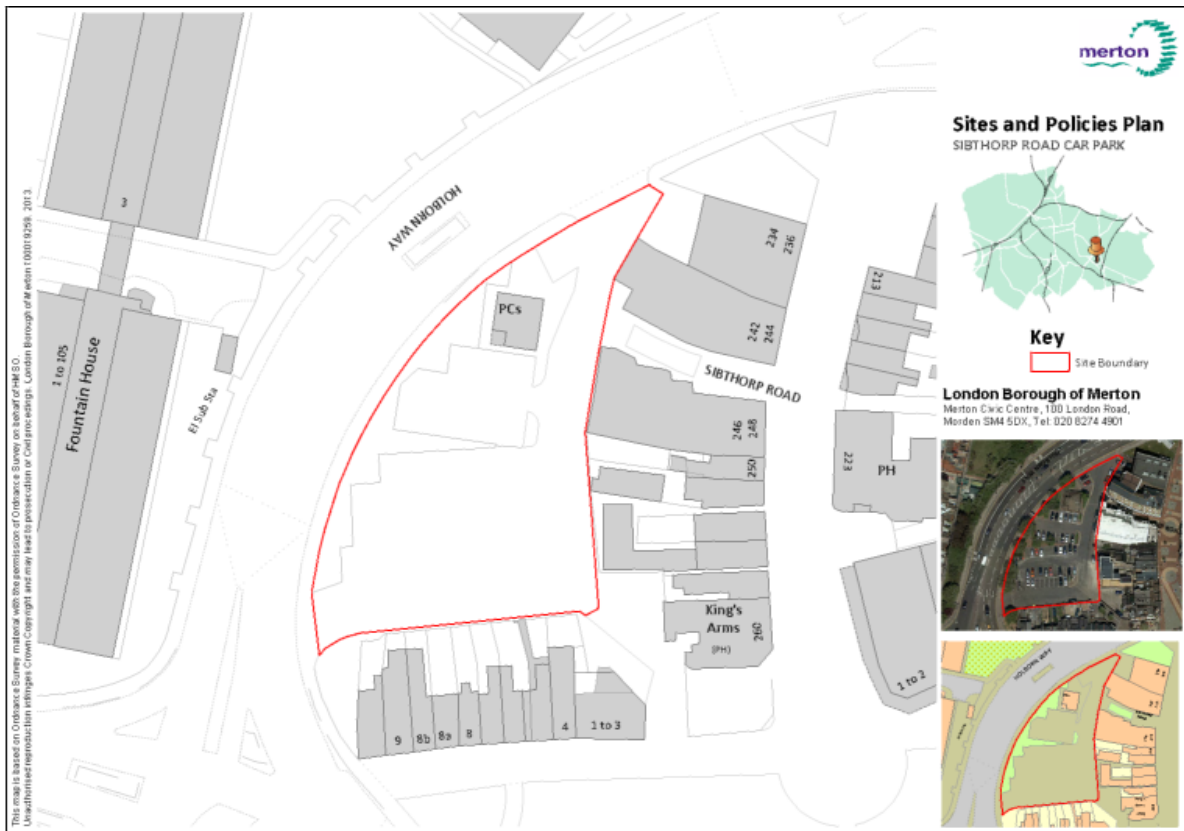 merton
Sites and Policies Plan
SIBTHORP ROAD CAR PARK
Key
Site Boundary
London Borough of Merton
Merton Civic Centre, 100 London Road,
Morden SM4 5DX, Tel: 020 8274 4901
HOLBORN WAY
3
PCs
234
236
242
244
213
SIBTHORP ROAD
246
248
250
223
PH
1 to 105
Fountain House
El Sub Sta
King's
Arms
(PH)
260
1 to 2
9
8b
8a
8
4
1 to 3
HOLBORN WAY
This map is based on Ordnance Survey material with the permission of Ordnance Survey on behalf of HMSO.
Unauthorised reproduction infringes Crown Copyright and may lead to prosecution or Civil procedings. London Borough of Merton 100019259. 2013.